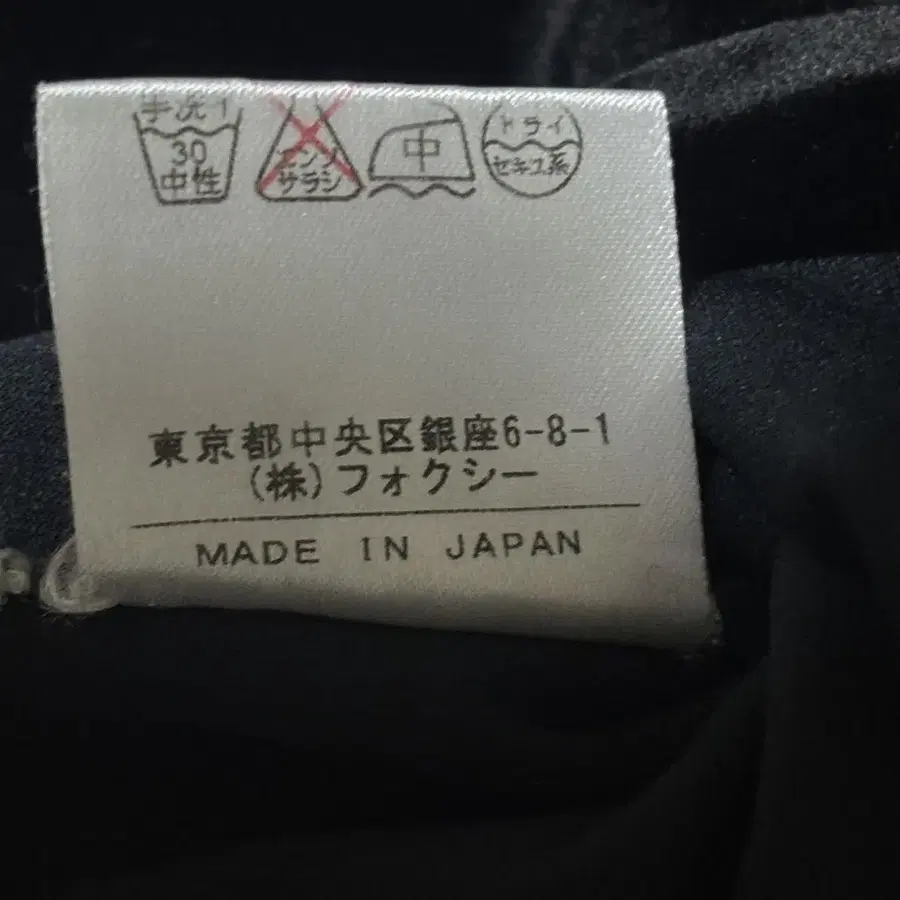 手洗イ
30
中性
エンソ
サラシ
中
ドライ
セキユ系
東京都中央区銀座6-8-1
(株)フォクシー
MADE IN JAPAN